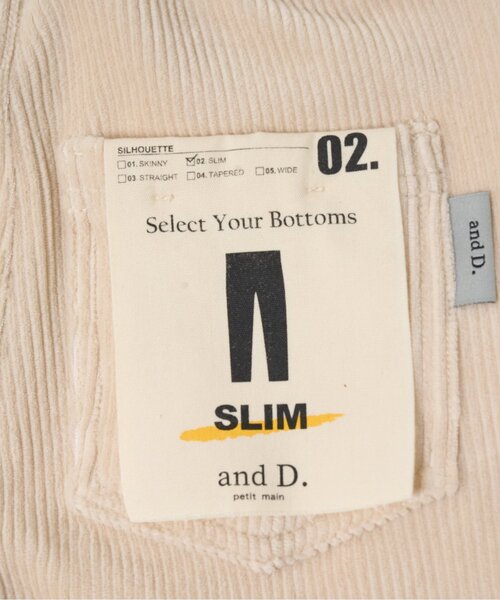 SILHOUETTE
01. SKINNY 02. SLIM
03 STRAIGHT 04. TAPERED 05. WIDE
02.
Select Your Bottoms
SLIM
and D.
petit main
and D.